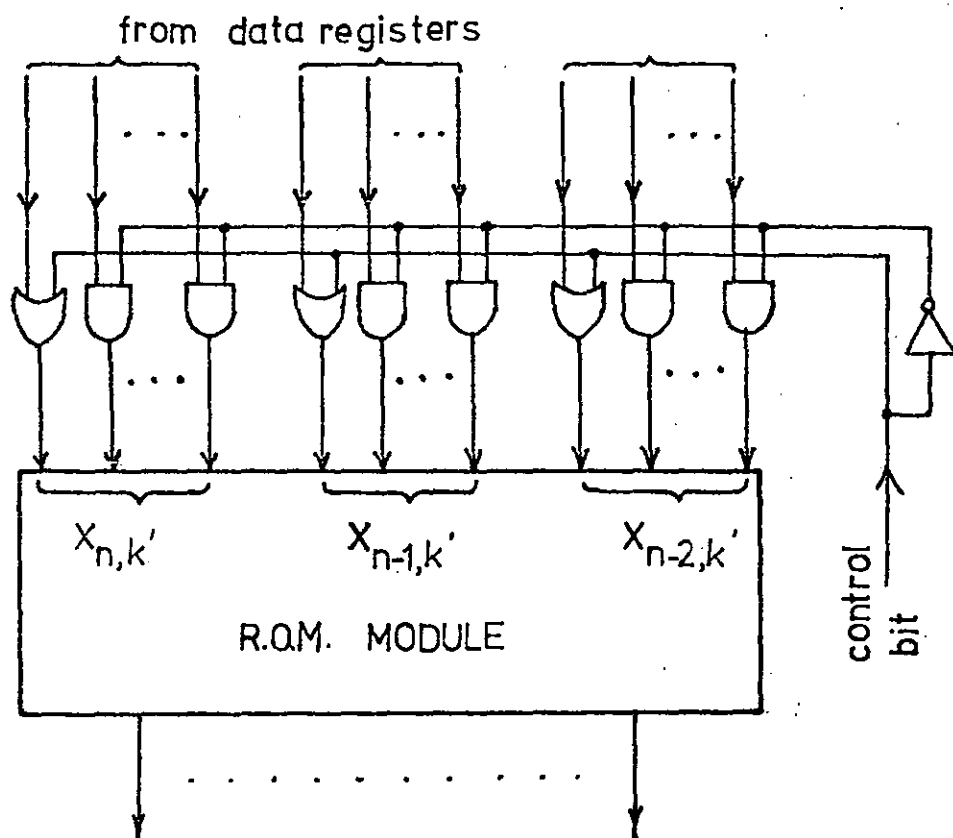 from data registers
X_{n,k'}
X_{n-1,k'}
X_{n-2,k'}
R.O.M. MODULE
control
bit